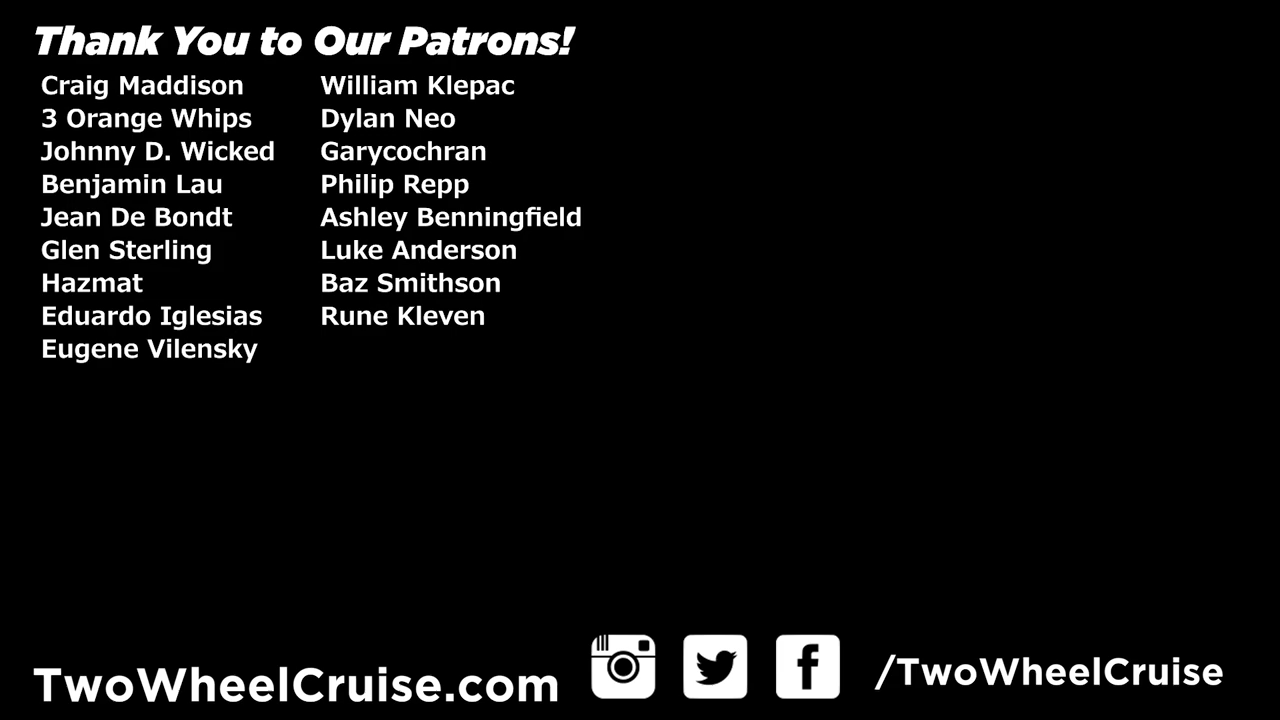 Thank You to Our Patrons!
Craig Maddison
3 Orange Whips
Johnny D. Wicked
Benjamin Lau
Jean De Bondt
Glen Sterling
Hazmat
Eduardo Iglesias
Eugene Vilensky
William Klepac
Dylan Neo
Garycochran
Philip Repp
Ashley Benningfield
Luke Anderson
Baz Smithson
Rune Kleven
TwoWheelCruise.com
/TwoWheelCruise